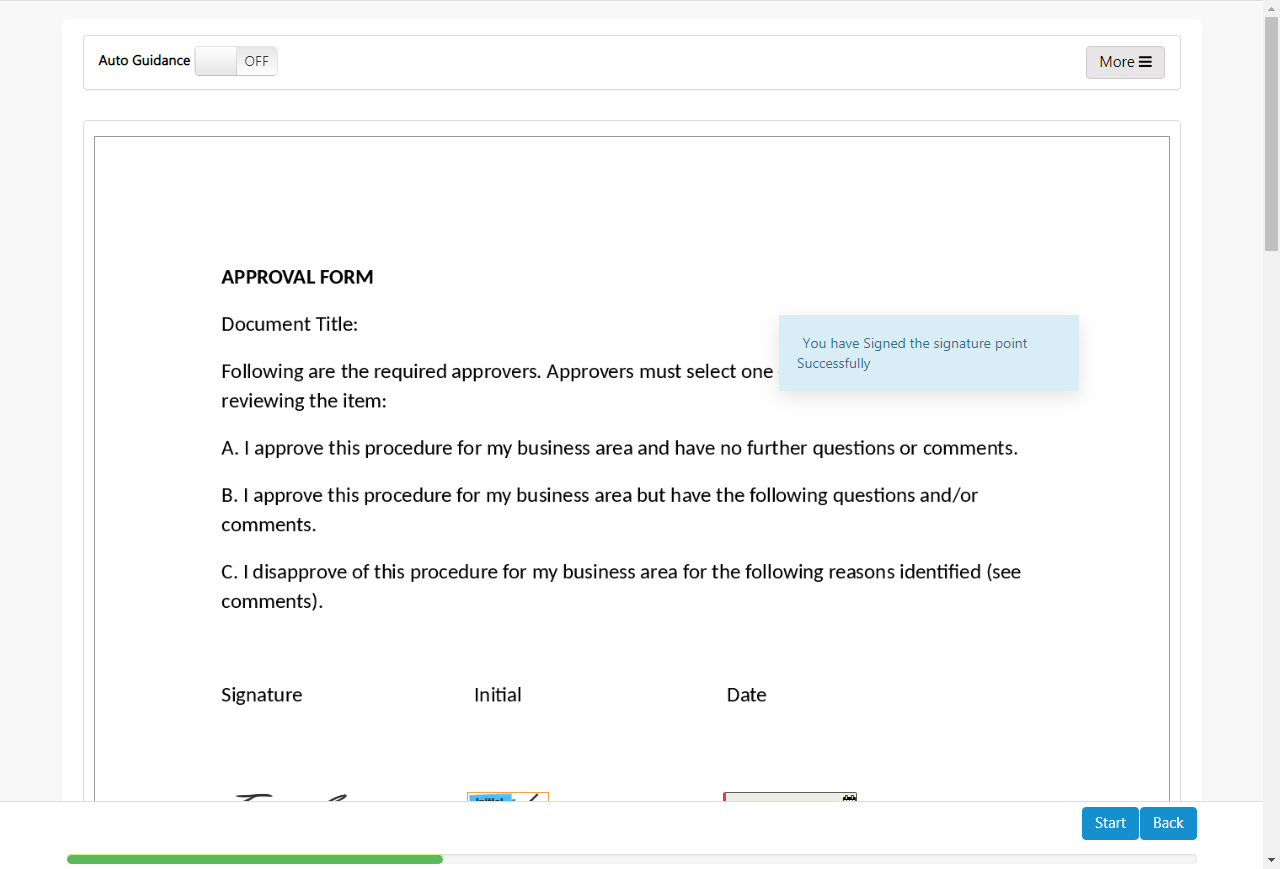 Auto Guidance OFF
More
APPROVAL FORM
Document Title:
You have Signed the signature point
Successfully
Following are the required approvers. Approvers must select one
reviewing the item:
A. I approve this procedure for my business area and have no further questions or comments.
B. I approve this procedure for my business area but have the following questions and/or
comments.
C. I disapprove of this procedure for my business area for the following reasons identified (see
comments).
Signature Initial Date
Start Back